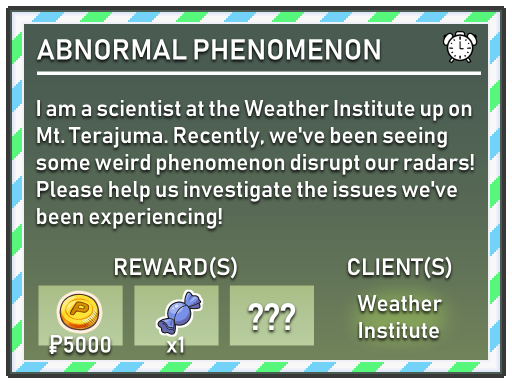 ABNORMAL PHENOMENON
I am a scientist at the Weather Institute up on
Mt. Terajuma. Recently, we've been seeing
some weird phenomenon disrupt our radars!
Please help us investigate the issues we've
been experiencing!
REWARD(S)
CLIENT(S)
P
₽5000
x1
???
Weather
Institute